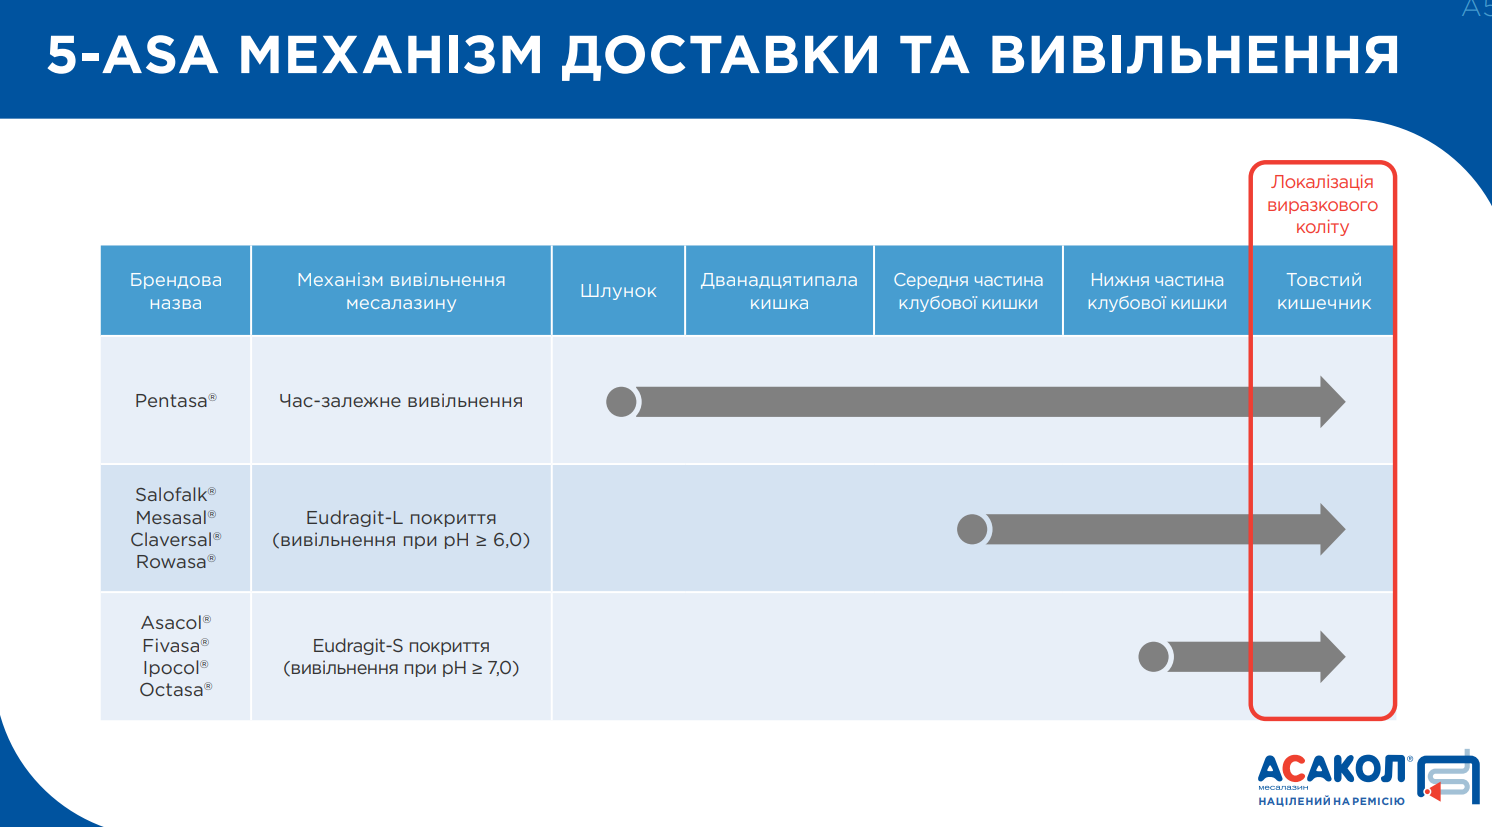 A5
5-ASA МЕХАНІЗМ ДОСТАВКИ ТА ВИВІЛЬНЕННЯ
Локалізація
виразкового
коліту
Брендова
назва
Механізм вивільнення
месалазину
Шлунок
Дванадцятипала
кишка
Середня частина
клубової кишки
Нижня частина
клубової кишки
Товстий
кишечник
Pentasa®
Час-залежне вивільнення
Salofalk®
Mesasal®
Claversal®
Rowasa®
Eudragit-L покриття
(вивільнення при pH ≥ 6,0)
Asacol®
Fivasa®
Ipocol®
Octasa®
Eudragit-S покриття
(вивільнення при pH ≥ 7,0)
АСАКОЛ®
месалазин
НАЦІЛЕНИЙ НА РЕМІСІЮ